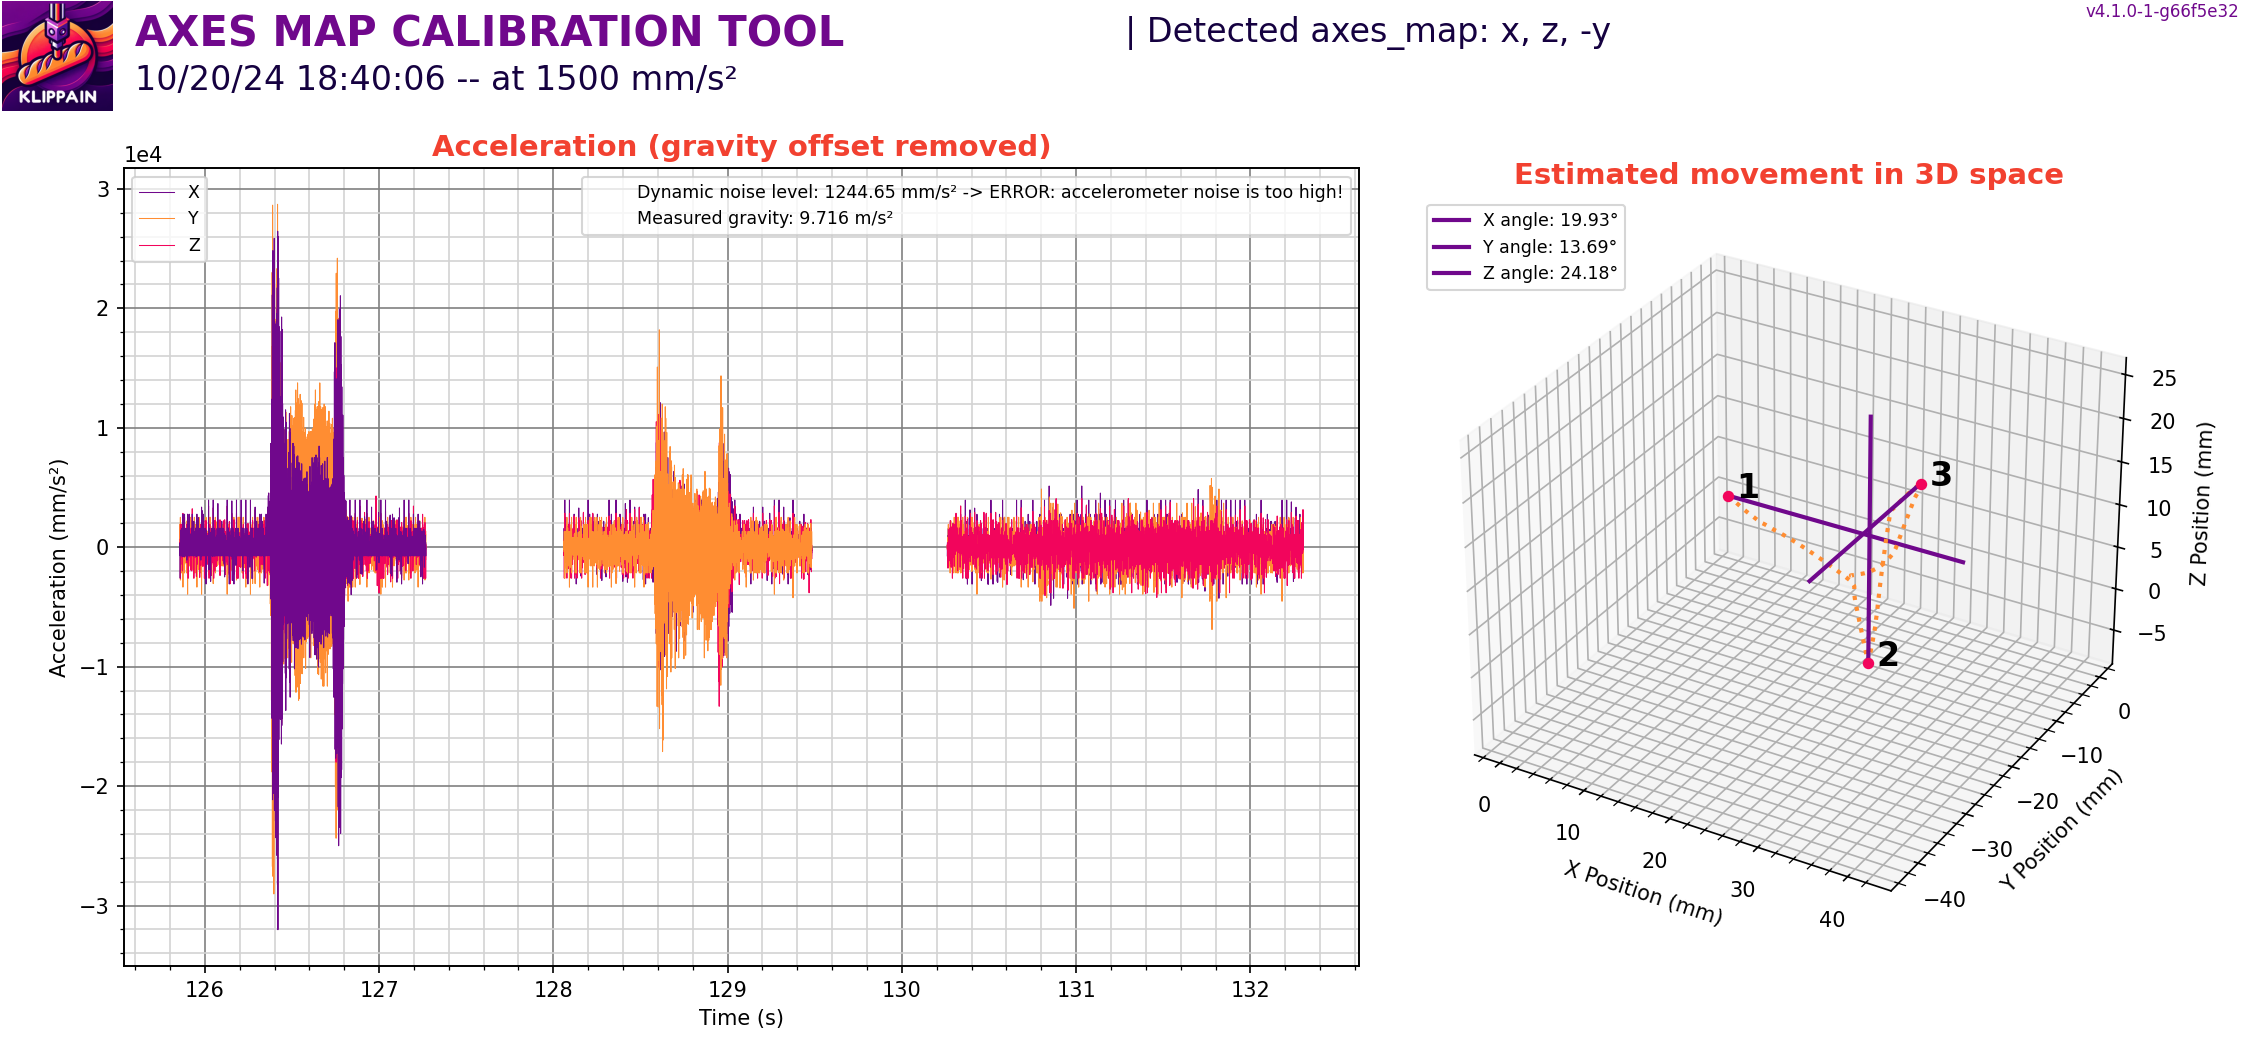 KLIPPAIN
AXES MAP CALIBRATION TOOL
10/20/24 18:40:06 -- at 1500 mm/s²
| Detected axes_map: x, z, -y
v4.1.0-1-g66f5e32
Acceleration (gravity offset removed)
1e4
X
Y
Z
Dynamic noise level: 1244.65 mm/s² -> ERROR: accelerometer noise is too high!
Measured gravity: 9.716 m/s²
3
2
1
0
−1
−2
−3
Acceleration (mm/s²)
126
127
128
129
130
131
132
Time (s)
Estimated movement in 3D space
X angle: 19.93°
Y angle: 13.69°
Z angle: 24.18°
1
2
3
25
20
15
10
5
0
−5
Z Position (mm)
0
−10
−20
−30
−40
Y Position (mm)
0
10
20
30
40
X Position (mm)